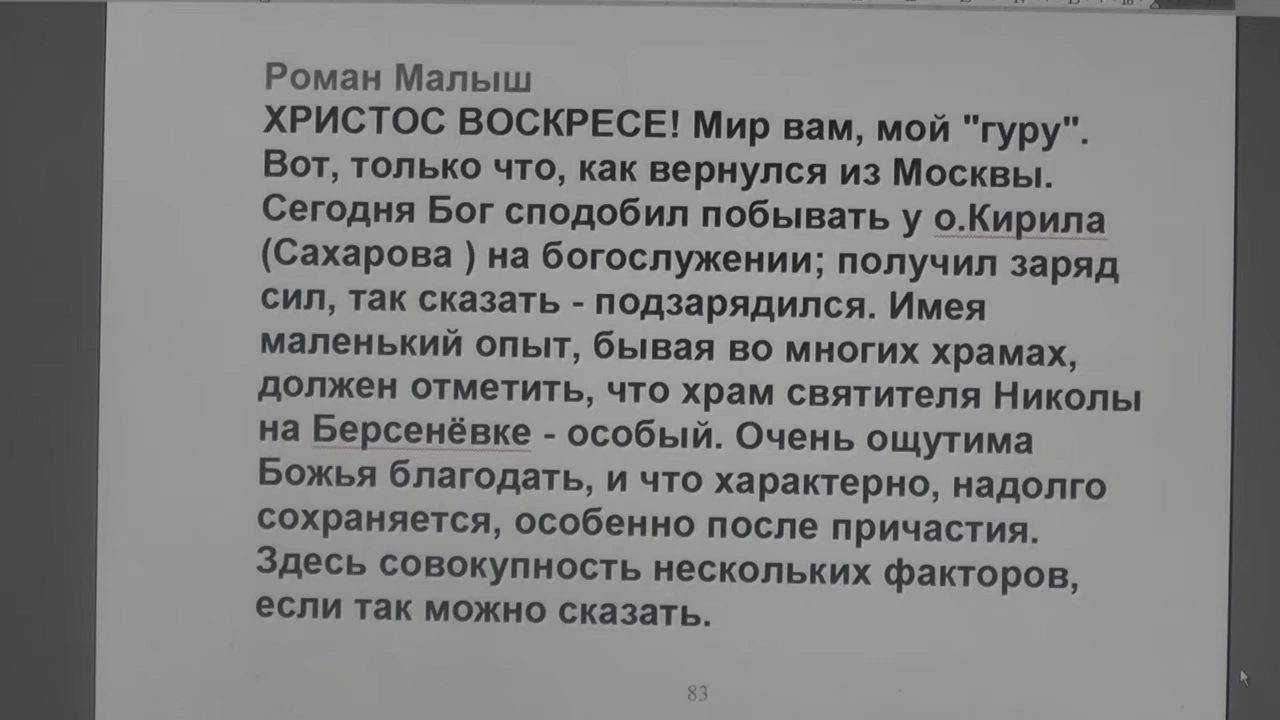 Роман Малыш
ХРИСТОС ВОСКРЕСЕ! Мир вам, мой "гуру".
Вот, только что, как вернулся из Москвы.
Сегодня Бог сподобил побывать у о.Кирила
(Сахарова ) на богослужении; получил заряд
сил, так сказать - подзарядился. Имея
маленький опыт, бывая во многих храмах,
должен отметить, что храм святителя Николы
на Берсенёвке - особый. Очень ощутима
Божья благодать, и что характерно, надолго
сохраняется, особенно после причастия.
Здесь совокупность нескольких факторов,
если так можно сказать.
83